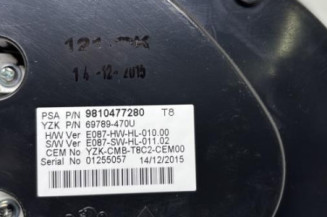 14-12-2015
PSA P/N 9810477280 T8
YZK P/N 69789-470U
H/W Ver E087-HW-HL-010.00
S/W Ver E087-SW-HL-011.02
CEM No YZK-CMB-T8C2-CEM00
Serial No 01255057 14/12/2015